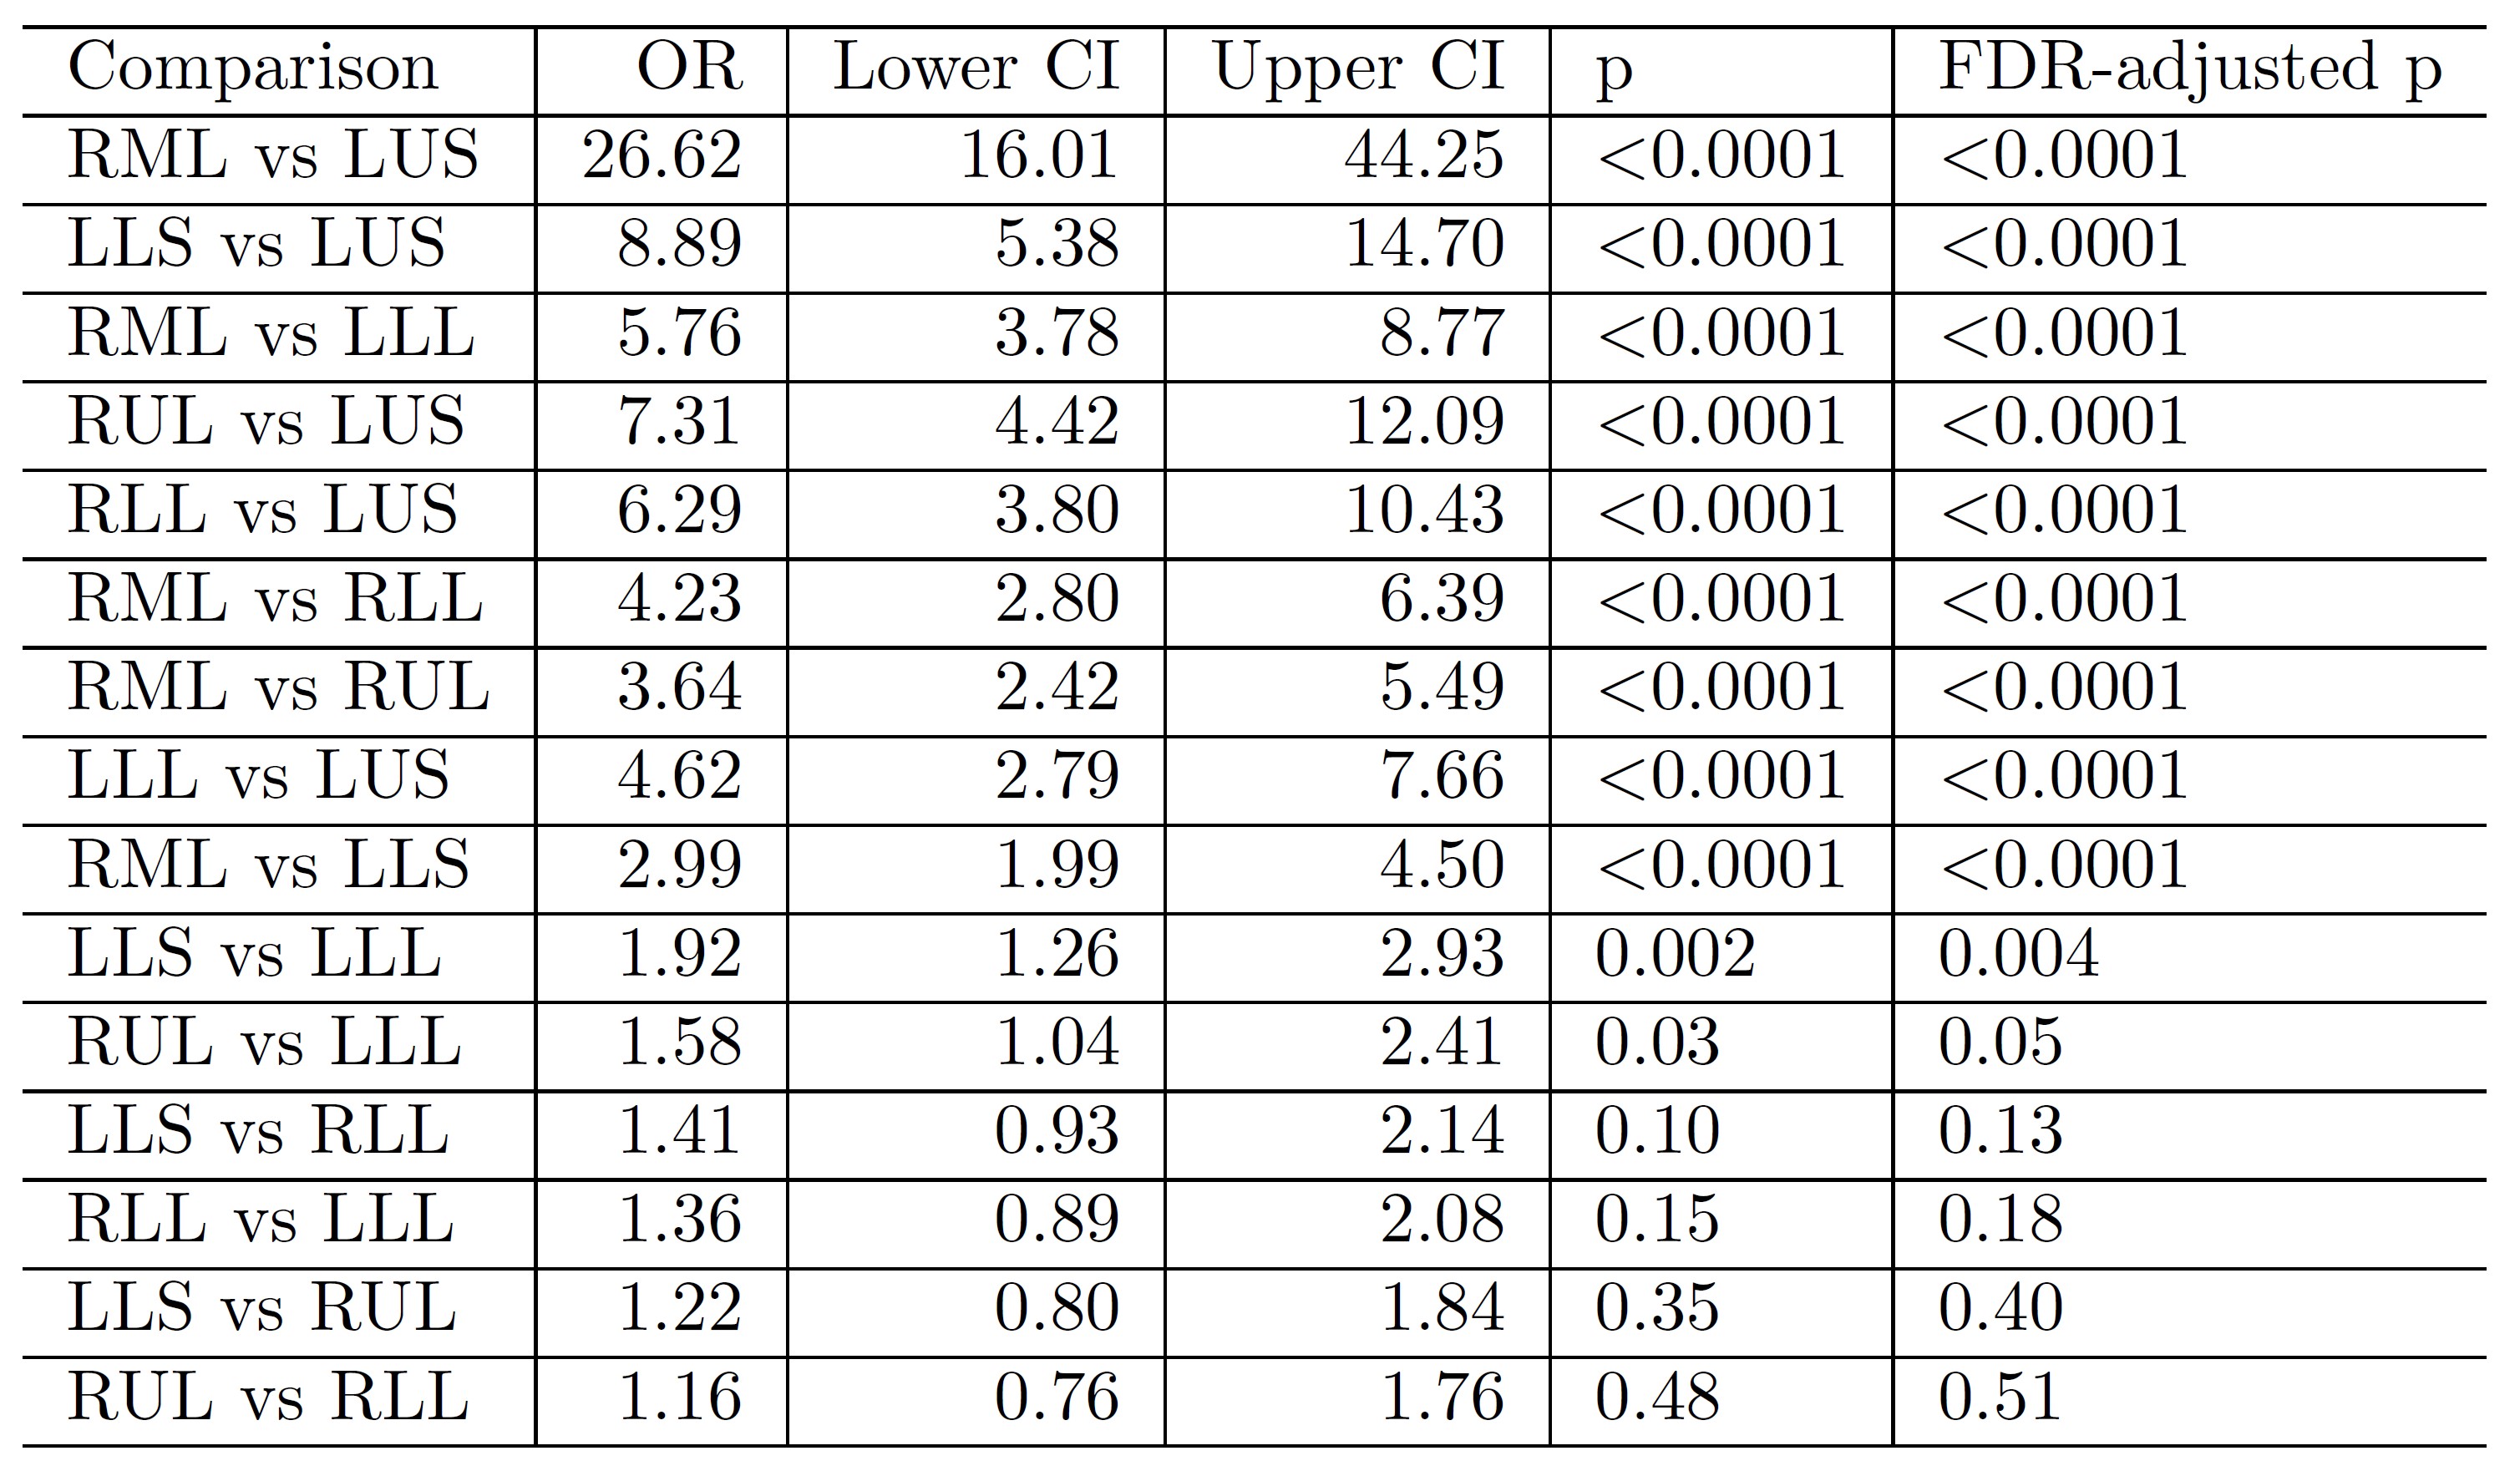 Comparison OR Lower CI Upper CI p FDR-adjusted p
RML vs LUS 26.62 16.01 44.25 <0.0001 <0.0001
LLS vs LUS 8.89 5.38 14.70 <0.0001 <0.0001
RML vs LLL 5.76 3.78 8.77 <0.0001 <0.0001
RUL vs LUS 7.31 4.42 12.09 <0.0001 <0.0001
RLL vs LUS 6.29 3.80 10.43 <0.0001 <0.0001
RML vs RLL 4.23 2.80 6.39 <0.0001 <0.0001
RML vs RUL 3.64 2.42 5.49 <0.0001 <0.0001
LLL vs LUS 4.62 2.79 7.66 <0.0001 <0.0001
RML vs LLS 2.99 1.99 4.50 <0.0001 <0.0001
LLS vs LLL 1.92 1.26 2.93 0.002 0.004
RUL vs LLL 1.58 1.04 2.41 0.03 0.05
LLS vs RLL 1.41 0.93 2.14 0.10 0.13
RLL vs LLL 1.36 0.89 2.08 0.15 0.18
LLS vs RUL 1.22 0.80 1.84 0.35 0.40
RUL vs RLL 1.16 0.76 1.76 0.48 0.51